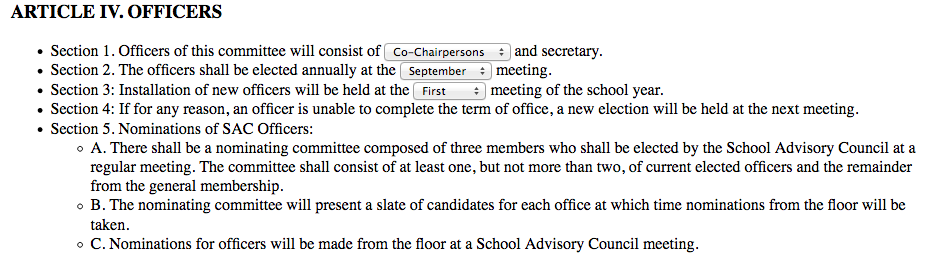 ARTICLE IV. OFFICERS
• Section 1. Officers of this committee will consist of Co-Chairpersons and secretary.
• Section 2. The officers shall be elected annually at the September meeting.
• Section 3: Installation of new officers will be held at the First meeting of the school year.
• Section 4: If for any reason, an officer is unable to complete the term of office, a new election will be held at the next meeting.
• Section 5. Nominations of SAC Officers:
◦ A. There shall be a nominating committee composed of three members who shall be elected by the School Advisory Council at a
regular meeting. The committee shall consist of at least one, but not more than two, of current elected officers and the remainder
from the general membership.
◦ B. The nominating committee will present a slate of candidates for each office at which time nominations from the floor will be
taken.
◦ C. Nominations for officers will be made from the floor at a School Advisory Council meeting.